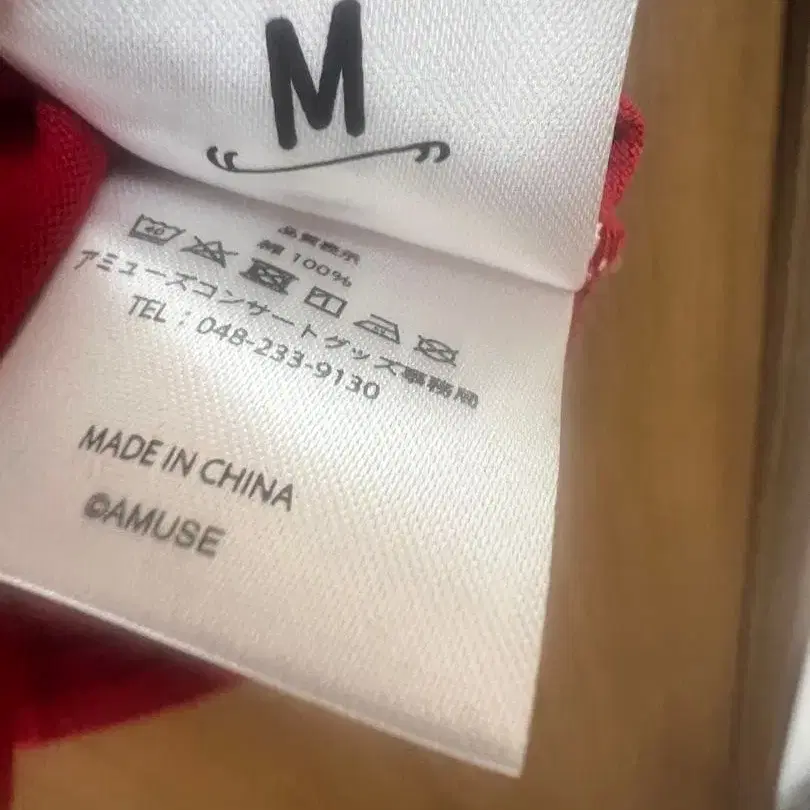 M
品質表示
綿 100%
40
アミューズコンサートグッズ事務局
TEL : 048-233-9130
MADE IN CHINA
©AMUSE